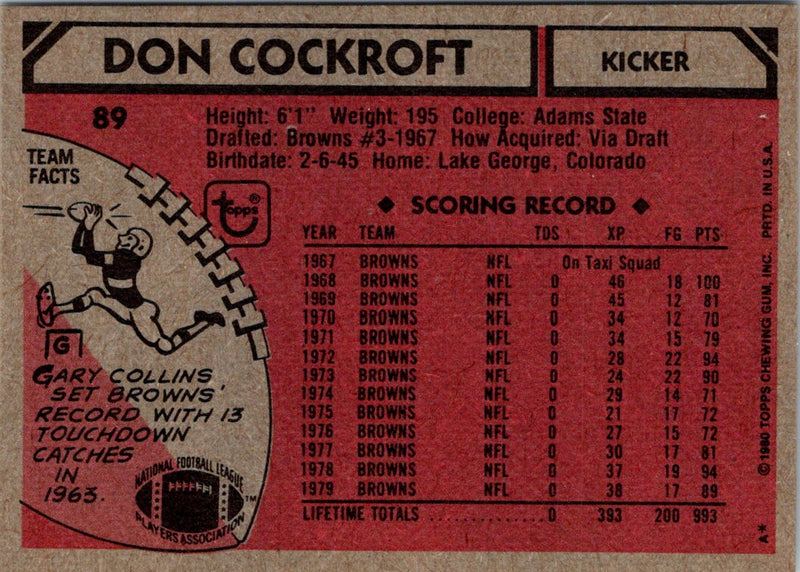 DON COCKROFT
KICKER
89
Height: 6'1" Weight: 195 College: Adams State
Drafted: Browns #3-1967 How Acquired: Via Draft
Birthdate: 2-6-45 Home: Lake George, Colorado
TEAM
FACTS
topps®
◆ SCORING RECORD ◆
YEAR TEAM TDS XP FG PTS
1967 BROWNS NFL On Taxi Squad
1968 BROWNS NFL 0 46 18 100
1969 BROWNS NFL 0 45 12 81
1970 BROWNS NFL 0 34 12 70
1971 BROWNS NFL 0 34 15 79
1972 BROWNS NFL 0 28 22 94
1973 BROWNS NFL 0 24 22 90
1974 BROWNS NFL 0 29 14 71
1975 BROWNS NFL 0 21 17 72
1976 BROWNS NFL 0 27 15 72
1977 BROWNS NFL 0 30 17 81
1978 BROWNS NFL 0 37 19 94
1979 BROWNS NFL 0 38 17 89
LIFETIME TOTALS ............... 0 393 200 993
G
GARY COLLINS
SET BROWNS'
RECORD WITH 13
TOUCHDOWN
CATCHES
IN
1963.
NATIONAL FOOTBALL LEAGUE
PLAYERS ASSOCIATION
TM
A* © 1980 TOPPS CHEWING GUM, INC. PRTD. IN U.S.A.